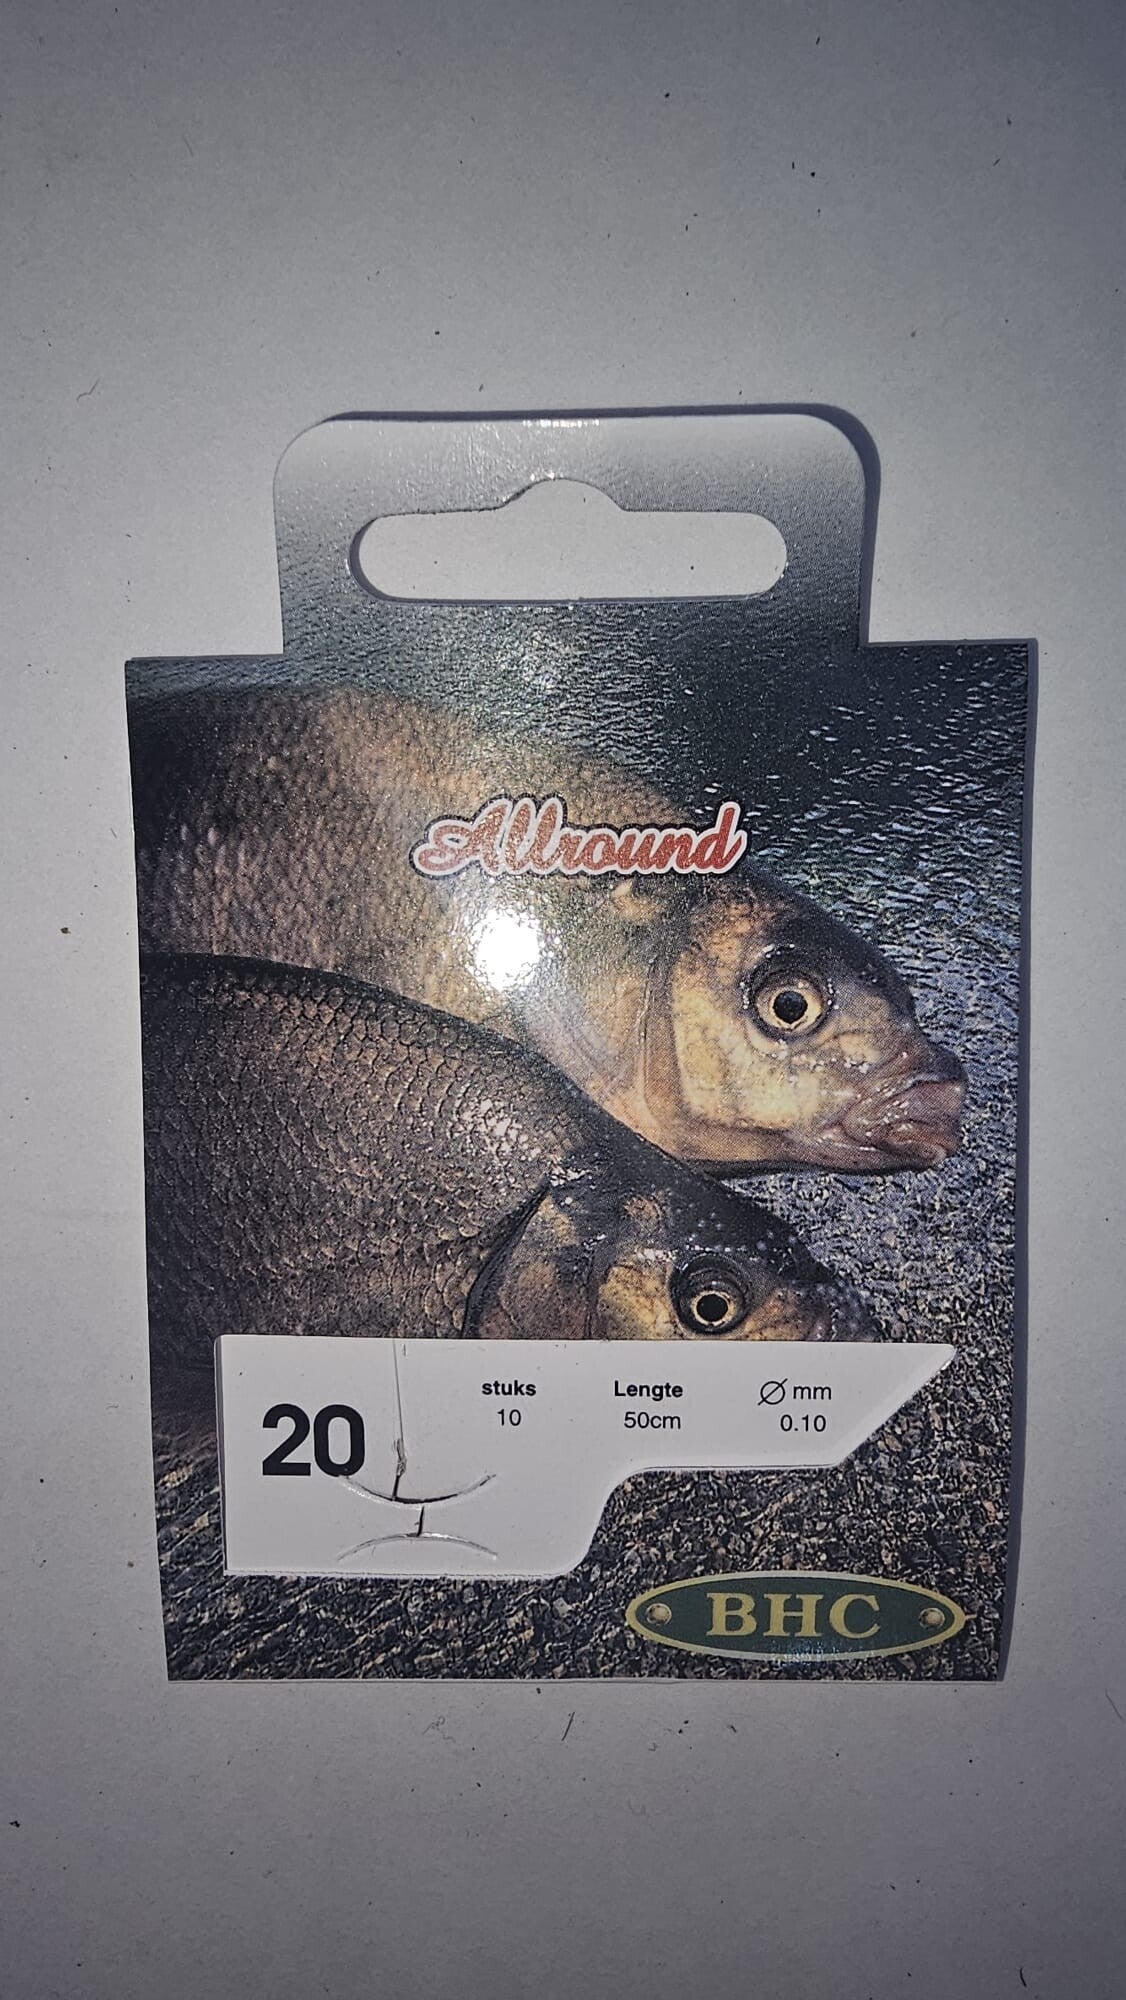 Allround
20
stuks
10
Lengte
50cm
Ø mm
0.10
BHC